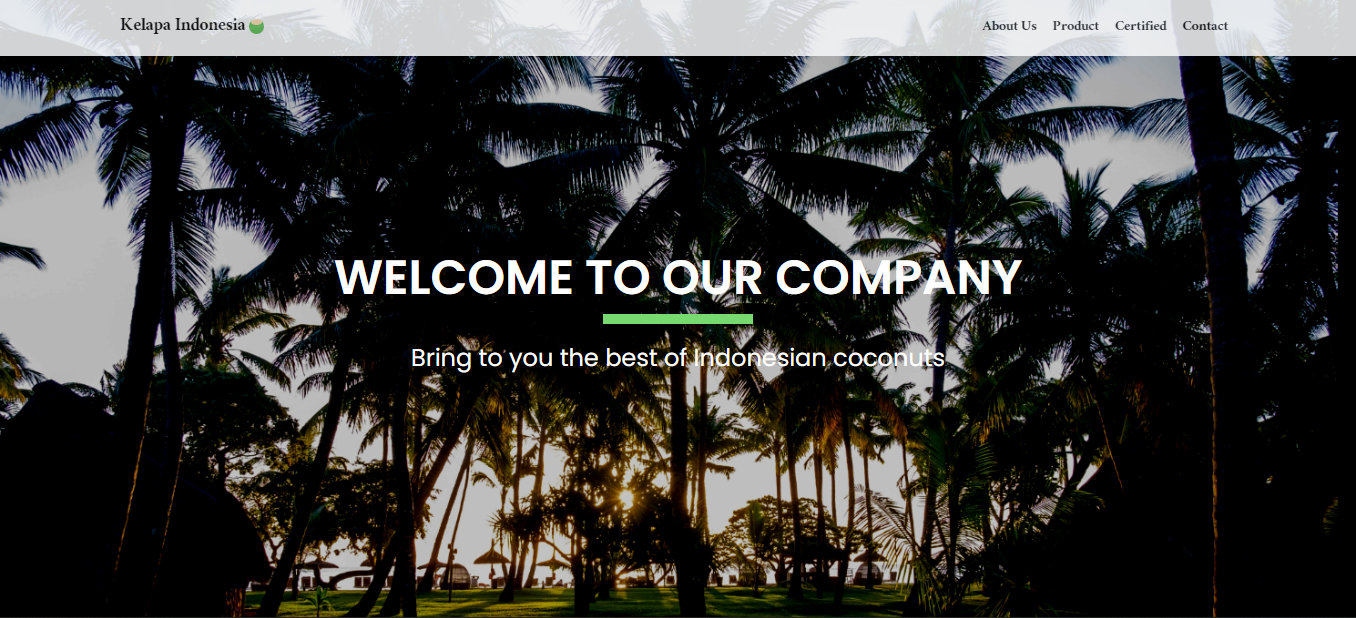 Kelapa Indonesia
About Us Product Certified Contact
WELCOME TO OUR COMPANY
Bring to you the best of Indonesian coconuts